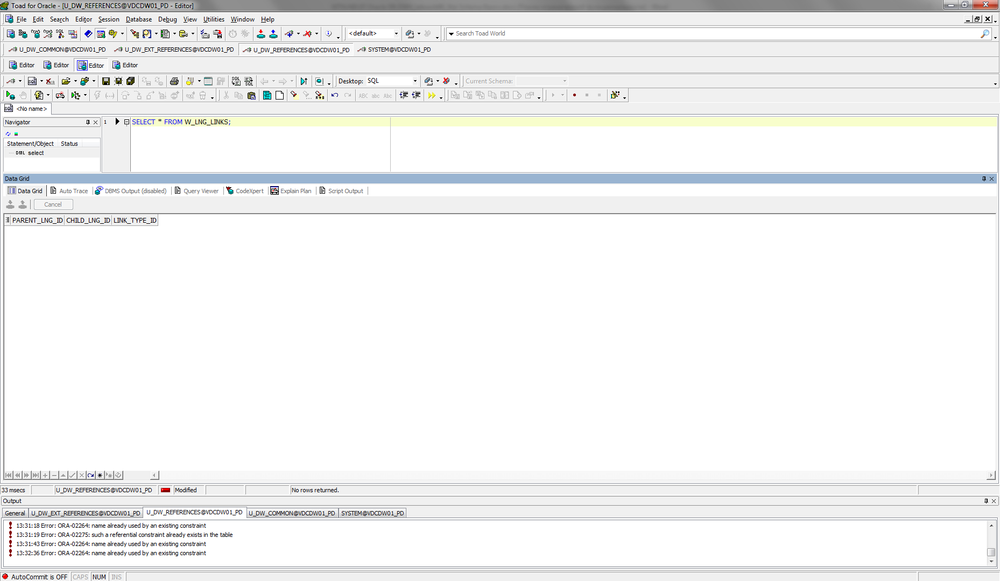 Toad for Oracle - [U_DW_REFERENCES@VDCDW01_PD - Editor]
File Edit Search Editor Session Database Debug View Utilities Window Help
SQL <default> Search Toad World
U_DW_COMMON@VDCDW01_PD U_DW_EXT_REFERENCES@VDCDW01_PD U_DW_REFERENCES@VDCDW01_PD SYSTEM@VDCDW01_PD
Editor Editor Editor Editor
SQL SQL SQL Desktop: SQL Current Schema:
ABC abc Abc
SQL <No name>
Navigator
1 SELECT * FROM W_LNG_LINKS;
Statement/Object Status
DML select
Data Grid
Data Grid Auto Trace DBMS Output (disabled) Query Viewer CodeXpert Explain Plan Script Output
Cancel
PARENT_LNG_ID CHILD_LNG_ID LINK_TYPE_ID
33 msecs U_DW_REFERENCES@VDCDW01_PD Modified No rows returned.
Output
General U_DW_EXT_REFERENCES@VDCDW01_PD U_DW_REFERENCES@VDCDW01_PD U_DW_COMMON@VDCDW01_PD SYSTEM@VDCDW01_PD
13:31:18 Error: ORA-02264: name already used by an existing constraint
13:31:19 Error: ORA-02275: such a referential constraint already exists in the table
13:31:43 Error: ORA-02264: name already used by an existing constraint
13:32:36 Error: ORA-02264: name already used by an existing constraint
AutoCommit is OFF CAPS NUM INS